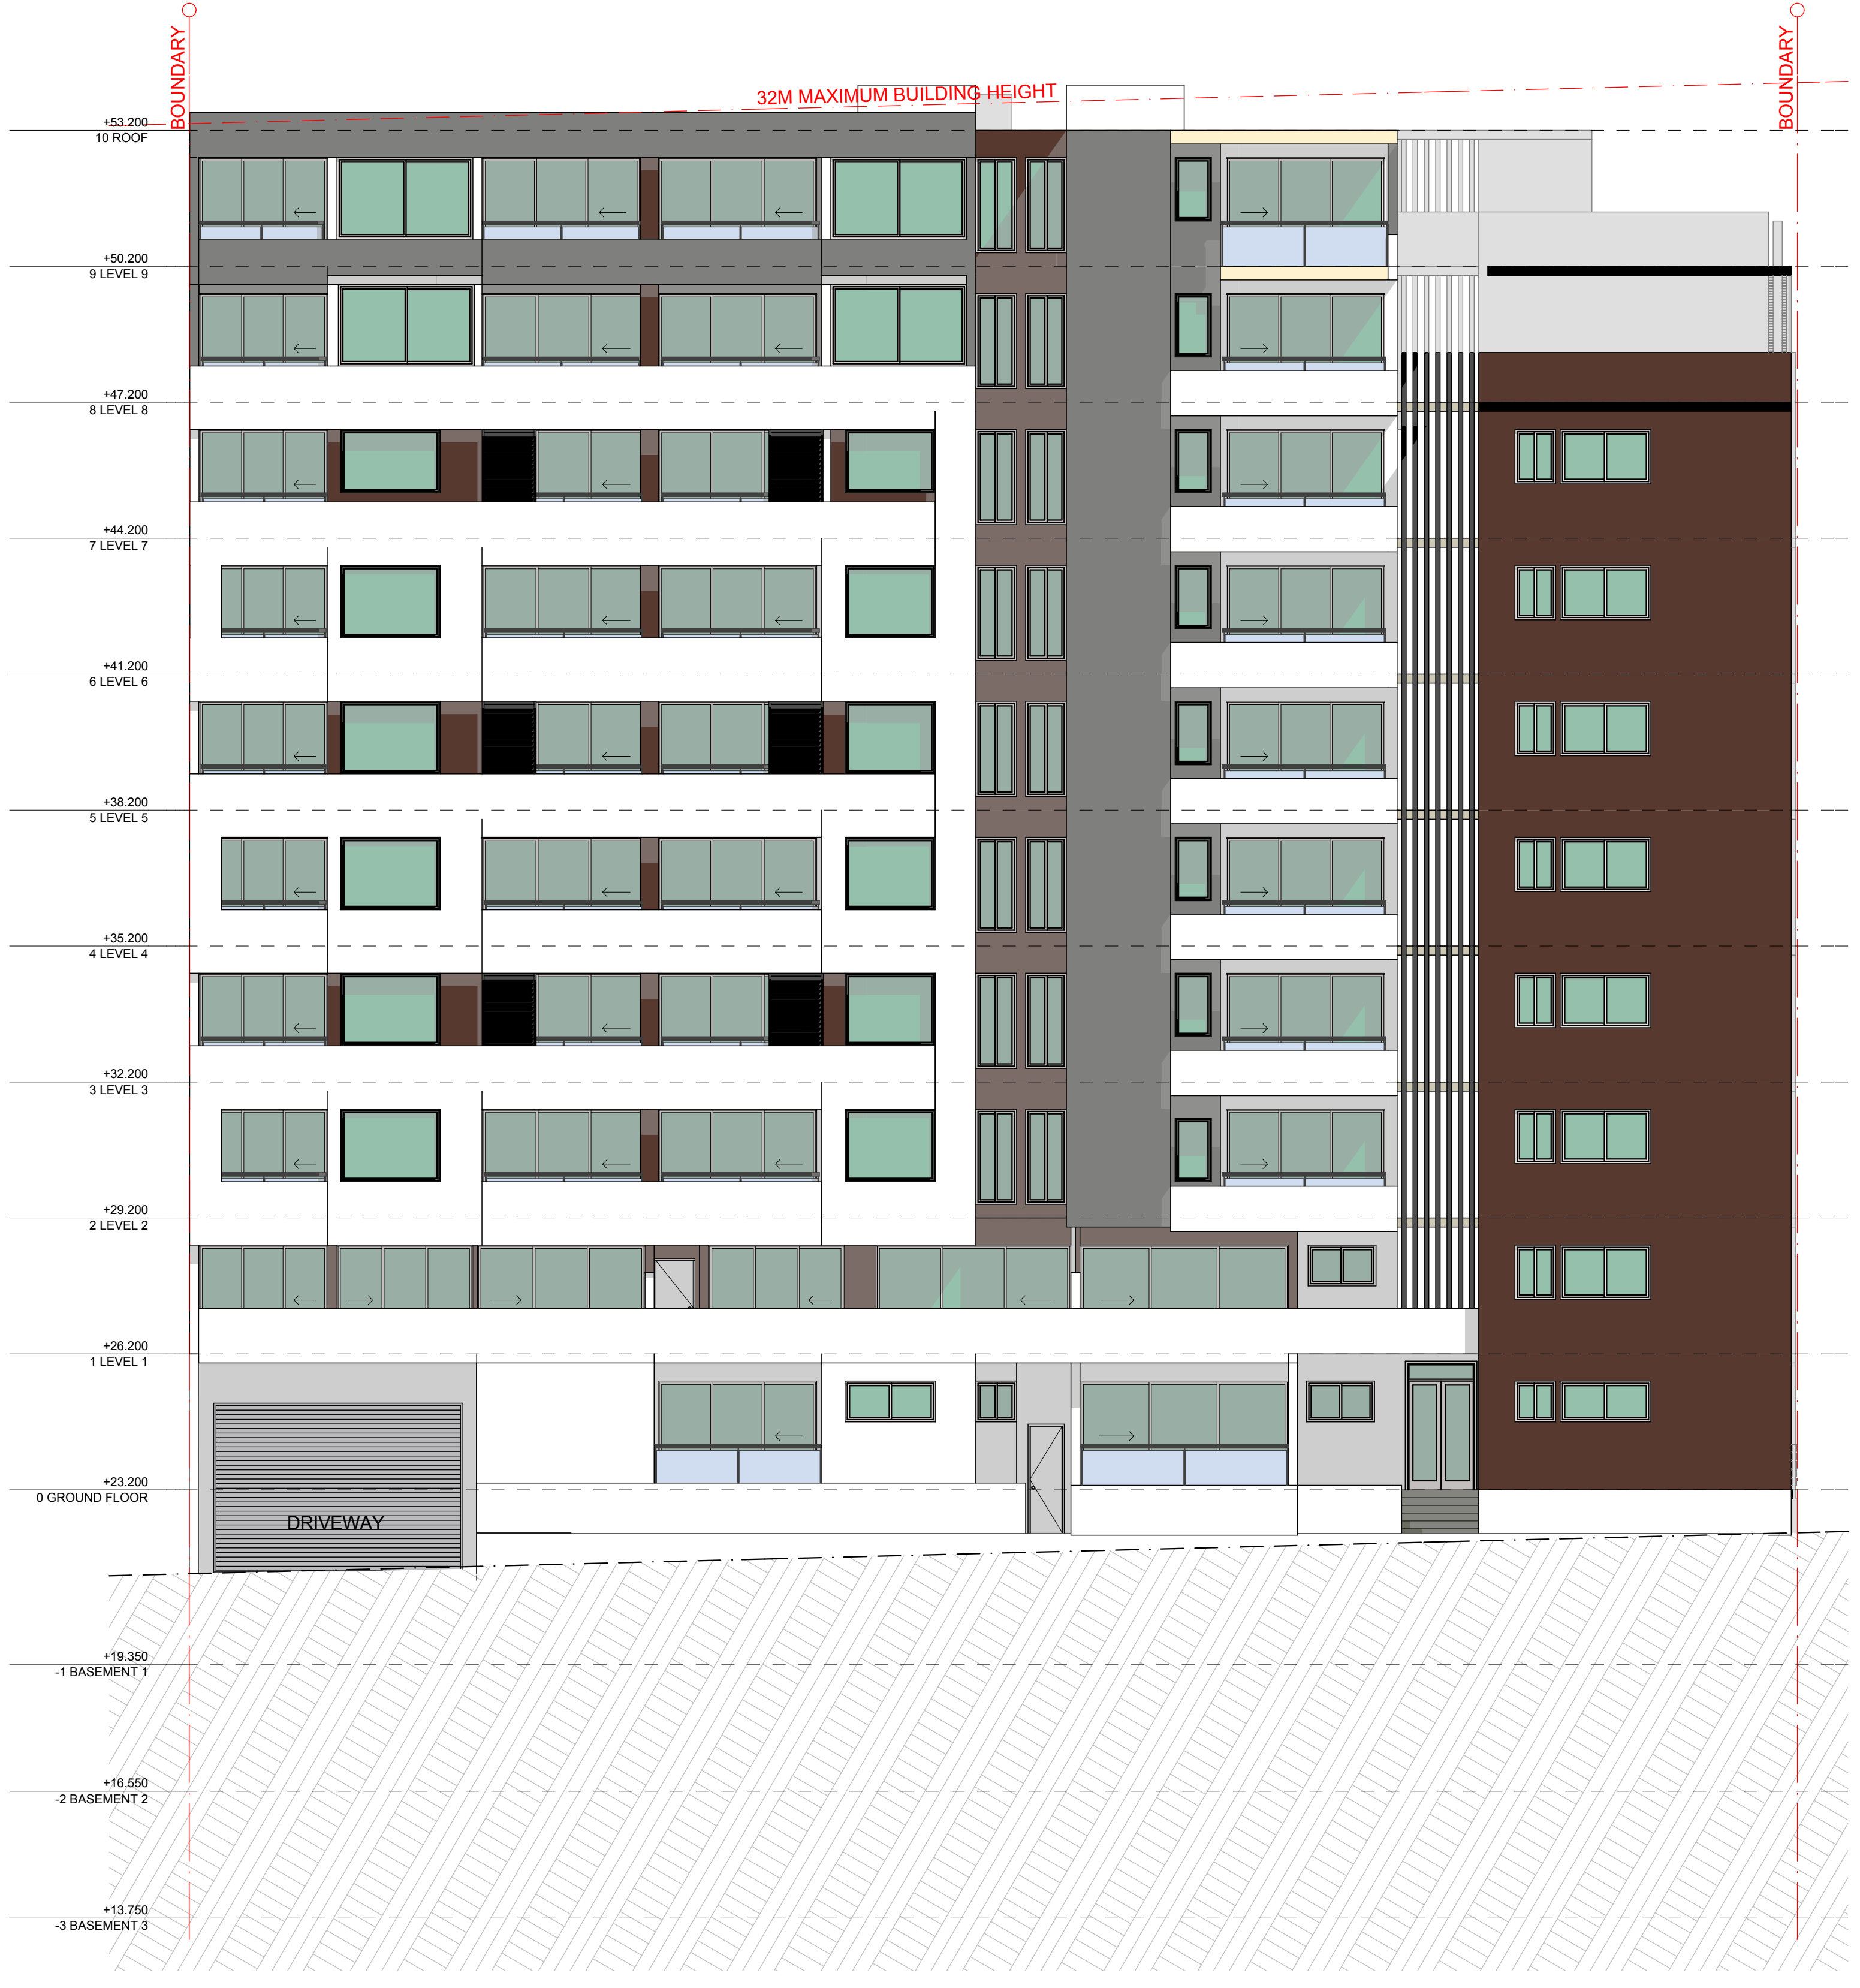 BOUNDARY
BOUNDARY
32M MAXIMUM BUILDING HEIGHT
+53.200
10 ROOF
+50.200
9 LEVEL 9
+47.200
8 LEVEL 8
+44.200
7 LEVEL 7
+41.200
6 LEVEL 6
+38.200
5 LEVEL 5
+35.200
4 LEVEL 4
+32.200
3 LEVEL 3
+29.200
2 LEVEL 2
+26.200
1 LEVEL 1
+23.200
0 GROUND FLOOR
DRIVEWAY
+19.350
-1 BASEMENT 1
+16.550
-2 BASEMENT 2
+13.750
-3 BASEMENT 3